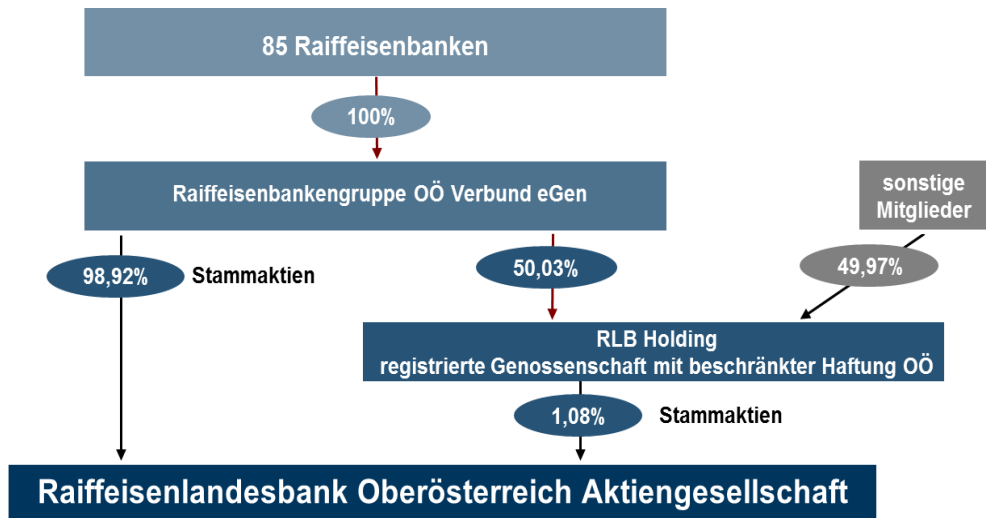 85 Raiffeisenbanken
100%
Raiffeisenbankengruppe OÖ Verbund eGen
sonstige
Mitglieder
98,92%
Stammaktien
50,03%
49,97%
RLB Holding
registrierte Genossenschaft mit beschränkter Haftung OÖ
1,08%
Stammaktien
Raiffeisenlandesbank Oberösterreich Aktiengesellschaft